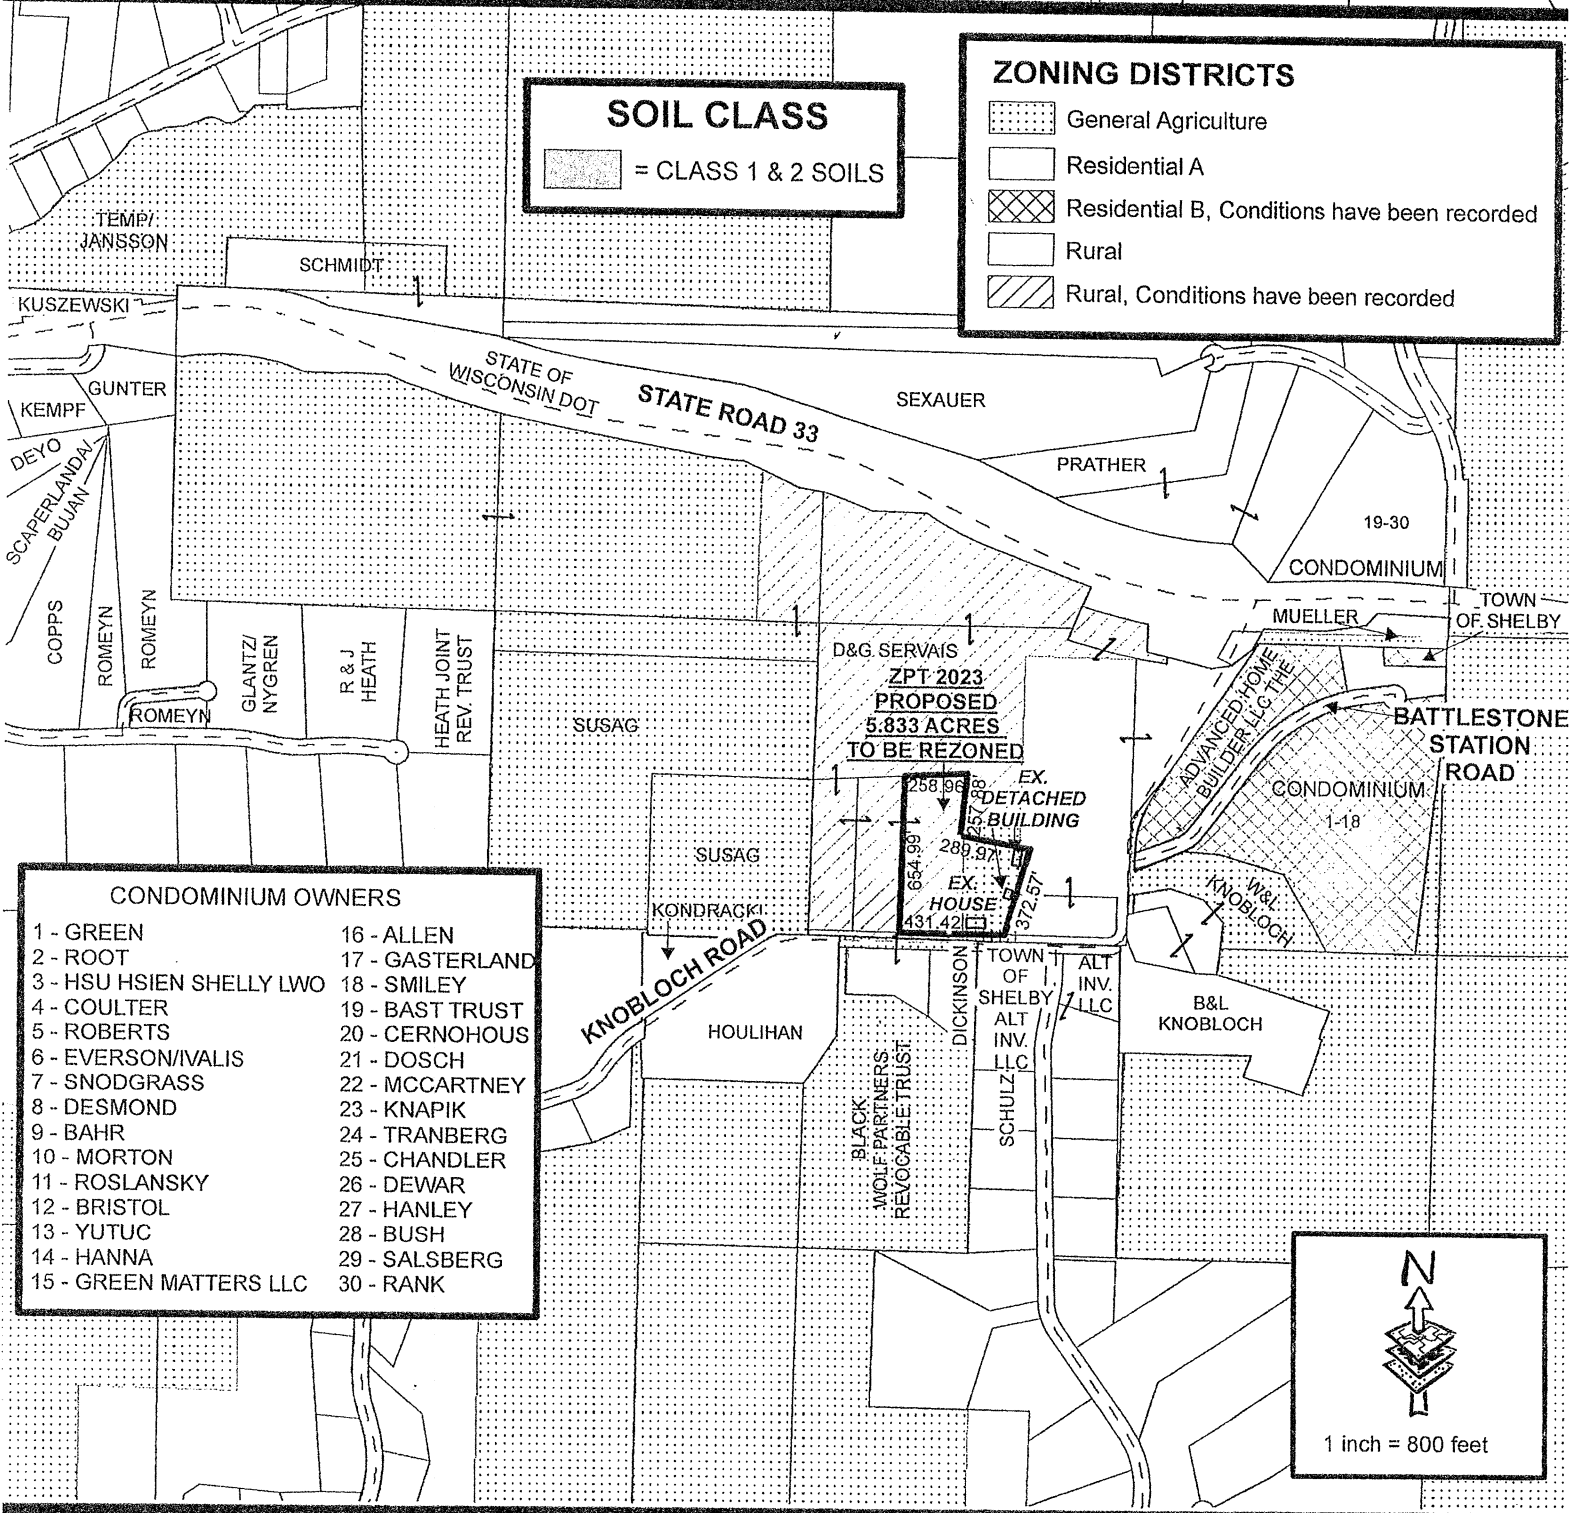 SOIL CLASS
= CLASS 1 & 2 SOILS
ZONING DISTRICTS
General Agriculture
Residential A
Residential B, Conditions have been recorded
Rural
Rural, Conditions have been recorded
TEMP/
JANSSON
SCHMIDT
KUSZEWSKI
GUNTER
KEMPF
DEYO
SCAPERLANDA/
BUJAN
COPPS
ROMEYN
ROMEYN
ROMEYN
GLANTZ/
NYGREN
R & J
HEATH
HEATH JOINT
REV. TRUST
STATE OF
WISCONSIN DOT
STATE ROAD 33
SEXAUER
PRATHER
19-30
CONDOMINIUM
MUELLER
TOWN
OF SHELBY
D&G SERVAIS
ZPT 2023
PROPOSED
5.833 ACRES
TO BE REZONED
SUSAG
SUSAG
KONDRACKI
258.96
257.88
289.97'
654.99'
431.42
372.57'
EX.
DETACHED
BUILDING
EX.
HOUSE
ADVANCED HOME
BUILDER LLC THE
BATTLESTONE
STATION
ROAD
CONDOMINIUM
1-18
W&L
KNOBLOCH
KNOBLOCH ROAD
HOULIHAN
BLACK
WOLF PARTNERS
REVOCABLE TRUST
DICKINSON
TOWN
OF
SHELBY
ALT
INV.
LLC
SCHULZ
ALT
INV.
LLC
B&L
KNOBLOCH
CONDOMINIUM OWNERS
1 - GREEN
2 - ROOT
3 - HSU HSIEN SHELLY LWO
4 - COULTER
5 - ROBERTS
6 - EVERSON/IVALIS
7 - SNODGRASS
8 - DESMOND
9 - BAHR
10 - MORTON
11 - ROSLANSKY
12 - BRISTOL
13 - YUTUC
14 - HANNA
15 - GREEN MATTERS LLC
16 - ALLEN
17 - GASTERLAND
18 - SMILEY
19 - BAST TRUST
20 - CERNOHOUS
21 - DOSCH
22 - MCCARTNEY
23 - KNAPIK
24 - TRANBERG
25 - CHANDLER
26 - DEWAR
27 - HANLEY
28 - BUSH
29 - SALSBERG
30 - RANK
N
1 inch = 800 feet